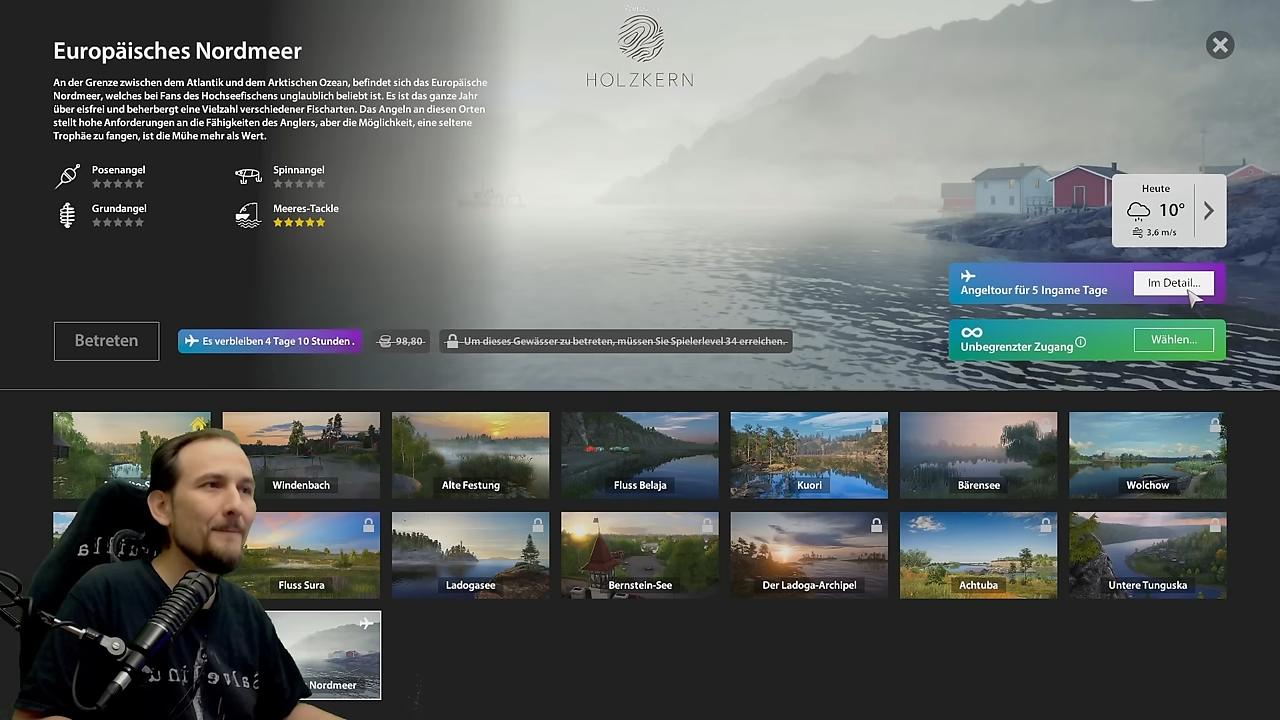 Europäisches Nordmeer
HOLZKERN
An der Grenze zwischen dem Atlantik und dem Arktischen Ozean, befindet sich das Europäische
Nordmeer, welches bei Fans des Hochseefischens unglaublich beliebt ist. Es ist das ganze Jahr
über eisfrei und beherbergt eine Vielzahl verschiedener Fischarten. Das Angeln an diesen Orten
stellt hohe Anforderungen an die Fähigkeiten des Anglers, aber die Möglichkeit, eine seltene
Trophäe zu fangen, ist die Mühe mehr als Wert.
Posenangel
Spinnangel
Grundangel
Meeres-Tackle
Heute
10°
3,6 m/s
Angeltour für 5 Ingame Tage
Im Detail...
Unbegrenzter Zugang
Wählen...
Betreten
Es verbleiben 4 Tage 10 Stunden .
98,80
Um dieses Gewässer zu betreten, müssen Sie Spielerlevel 34 erreichen.
Windenbach
Alte Festung
Fluss Belaja
Kuori
Bärensee
Wolchow
Fluss Sura
Ladogasee
Bernstein-See
Der Ladoga-Archipel
Achtuba
Untere Tunguska
Nordmeer